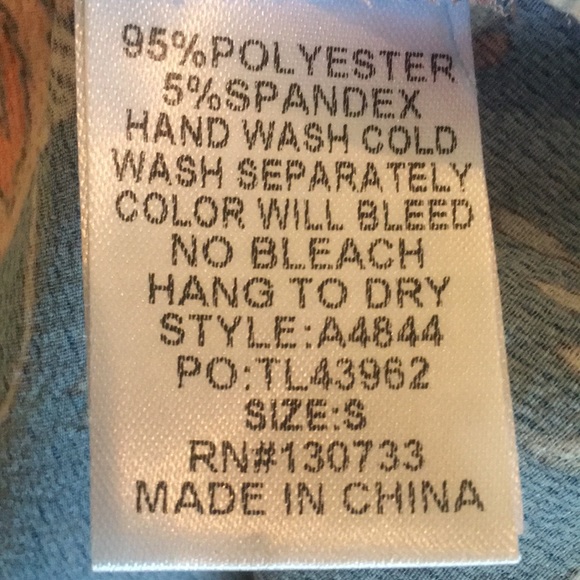 95%POLYESTER
5%SPANDEX
HAND WASH COLD
WASH SEPARATELY
COLOR WILL BLEED
NO BLEACH
HANG TO DRY
STYLE:A4844
PO:TL43962
SIZE:S
RN#130733
MADE IN CHINA